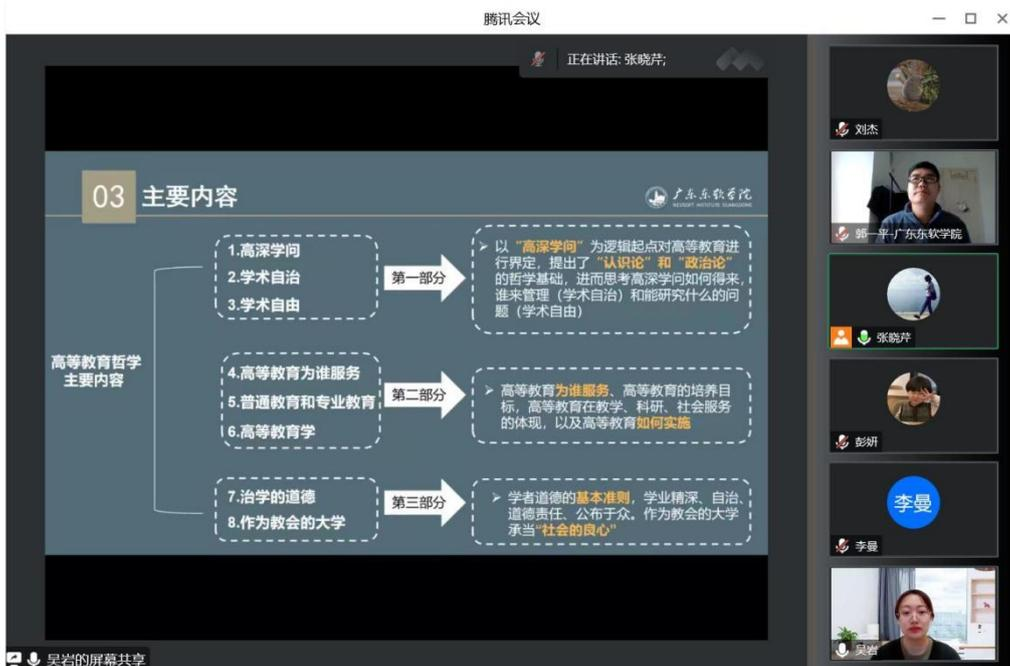 腾讯会议
正在讲话: 张晓芹;
03 主要内容
广东东软学院
NEUSOFT INSTITUTE GUANGDONG
高等教育哲学
主要内容
1.高深学问
2.学术自治
3.学术自由
第一部分
以“高深学问”为逻辑起点对高等教育进
行界定，提出了“认识论”和“政治论”
的哲学基础，进而思考高深学问如何得来，
谁来管理（学术自治）和能研究什么的问
题（学术自由）
4.高等教育为谁服务
5.普通教育和专业教育
6.高等教育学
第二部分
高等教育为谁服务、高等教育的培养目
标，高等教育在教学、科研、社会服务
的体现，以及高等教育如何实施
7.治学的道德
8.作为教会的大学
第三部分
学者道德的基本准则，学业精深、自治、
道德责任、公布于众。作为教会的大学
承当“社会的良心”
刘杰
郭一平-广东东软学院
张晓芹
彭妍
李曼
李曼
吴岩
吴岩的屏幕共享